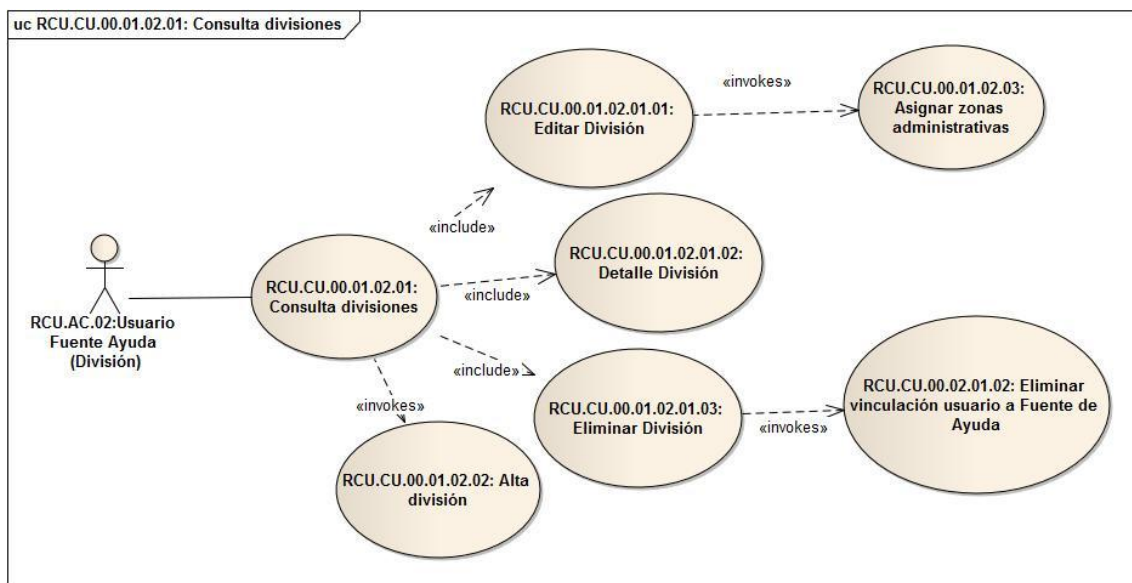 uc RCU.CU.00.01.02.01: Consulta divisiones
RCU.CU.00.01.02.01.01:
Editar División
«invokes»
RCU.CU.00.01.02.03:
Asignar zonas
administrativas
«include»
RCU.CU.00.01.02.01.02:
Detalle División
«include»
RCU.AC.02:Usuario
Fuente Ayuda
(División)
RCU.CU.00.01.02.01:
Consulta divisiones
«include»
RCU.CU.00.01.02.01.03:
Eliminar División
«invokes»
RCU.CU.00.02.01.02: Eliminar
vinculación usuario a Fuente de
Ayuda
«invokes»
RCU.CU.00.01.02.02: Alta
división